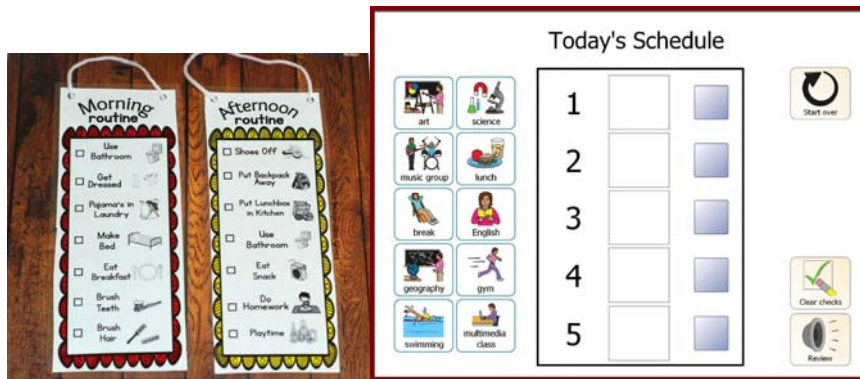 Morning
routine
Use
Bathroom
Get
Dressed
Pajama's in
Laundry
Make
Bed
Eat
Breakfast
Brush
Teeth
Brush
Hair
Afternoon
routine
Shoes Off
Put Backpack
Away
Put Lunchbox
in Kitchen
Use
Bathroom
Eat
Snack
Do
Homework
Playtime
Today's Schedule
art
science
music group
lunch
break
English
geography
gym
swimming
multimedia
class
1
2
3
4
5
Start over
Clear checks
Review